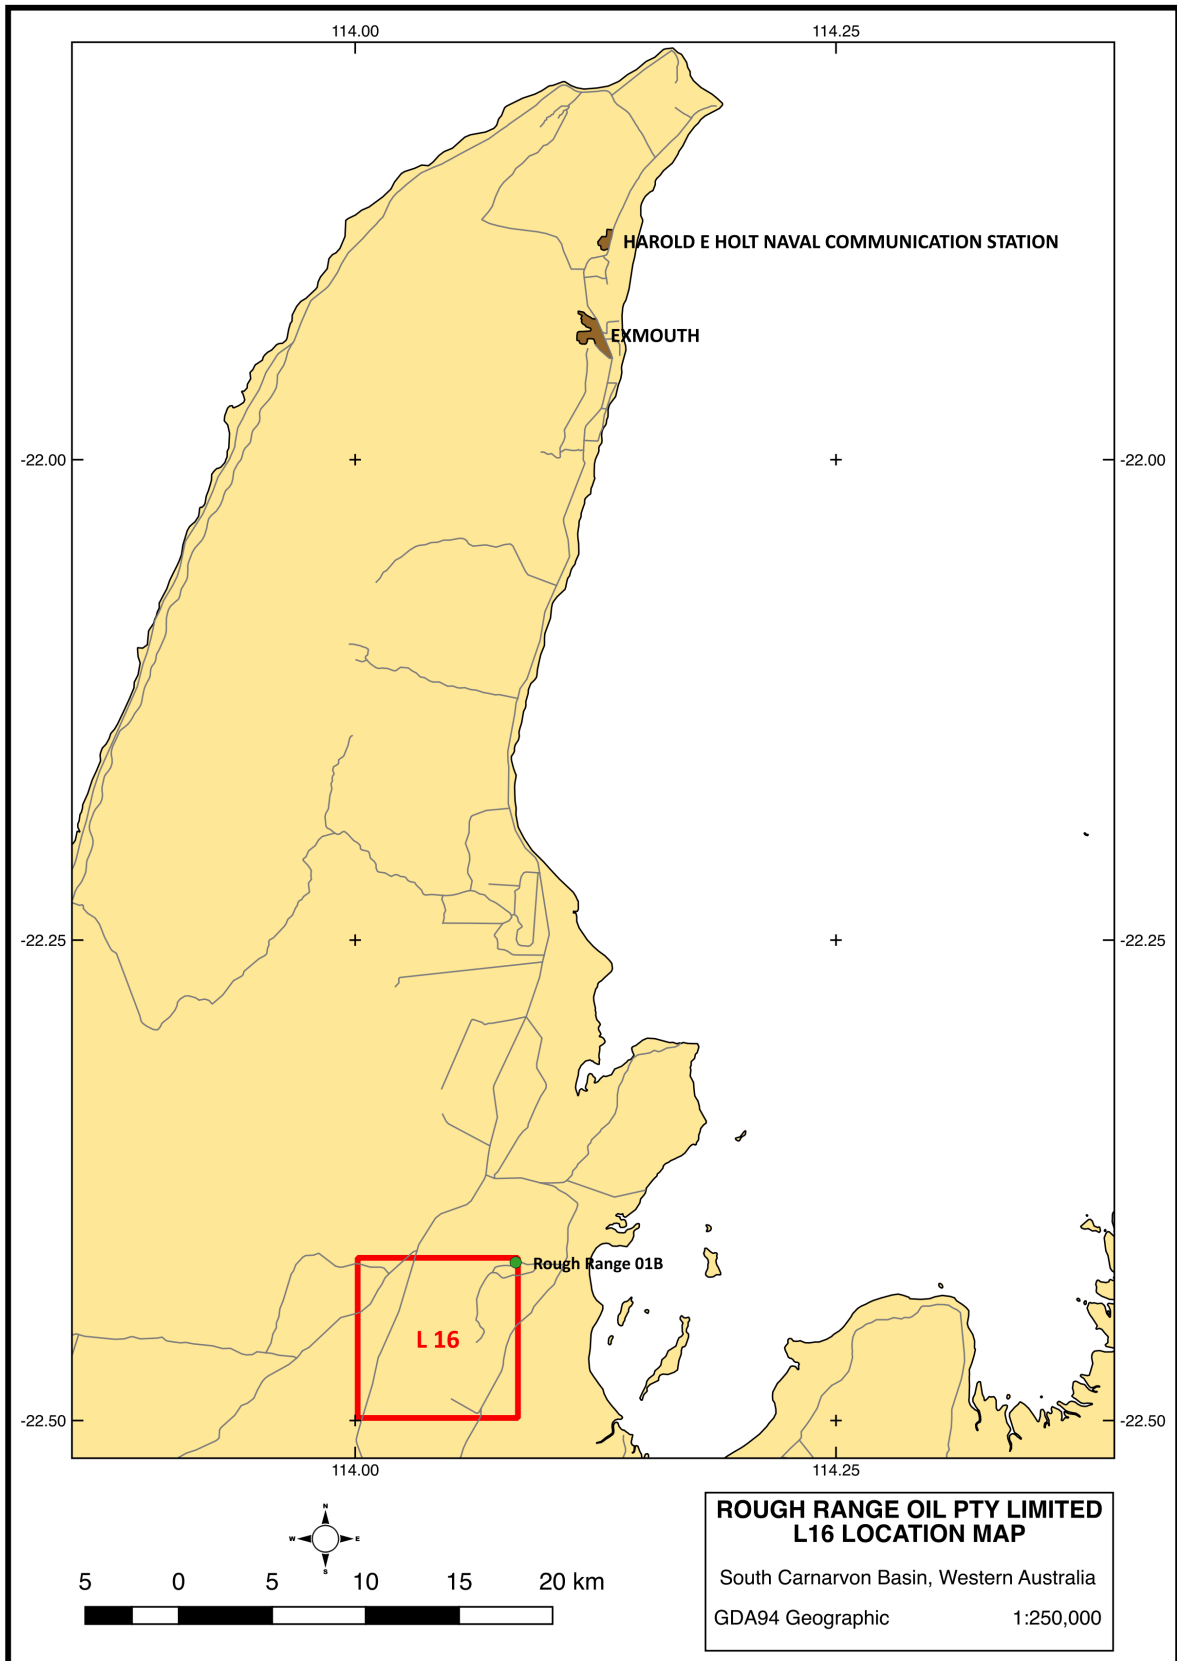 114.00 114.25
HAROLD E HOLT NAVAL COMMUNICATION STATION
EXMOUTH
-22.00 -22.00
-22.25 -22.25
Rough Range 01B
L 16
-22.50 -22.50
114.00 114.25
N
W E
S
5 0 5 10 15 20 km
ROUGH RANGE OIL PTY LIMITED
L16 LOCATION MAP
South Carnarvon Basin, Western Australia
GDA94 Geographic 1:250,000